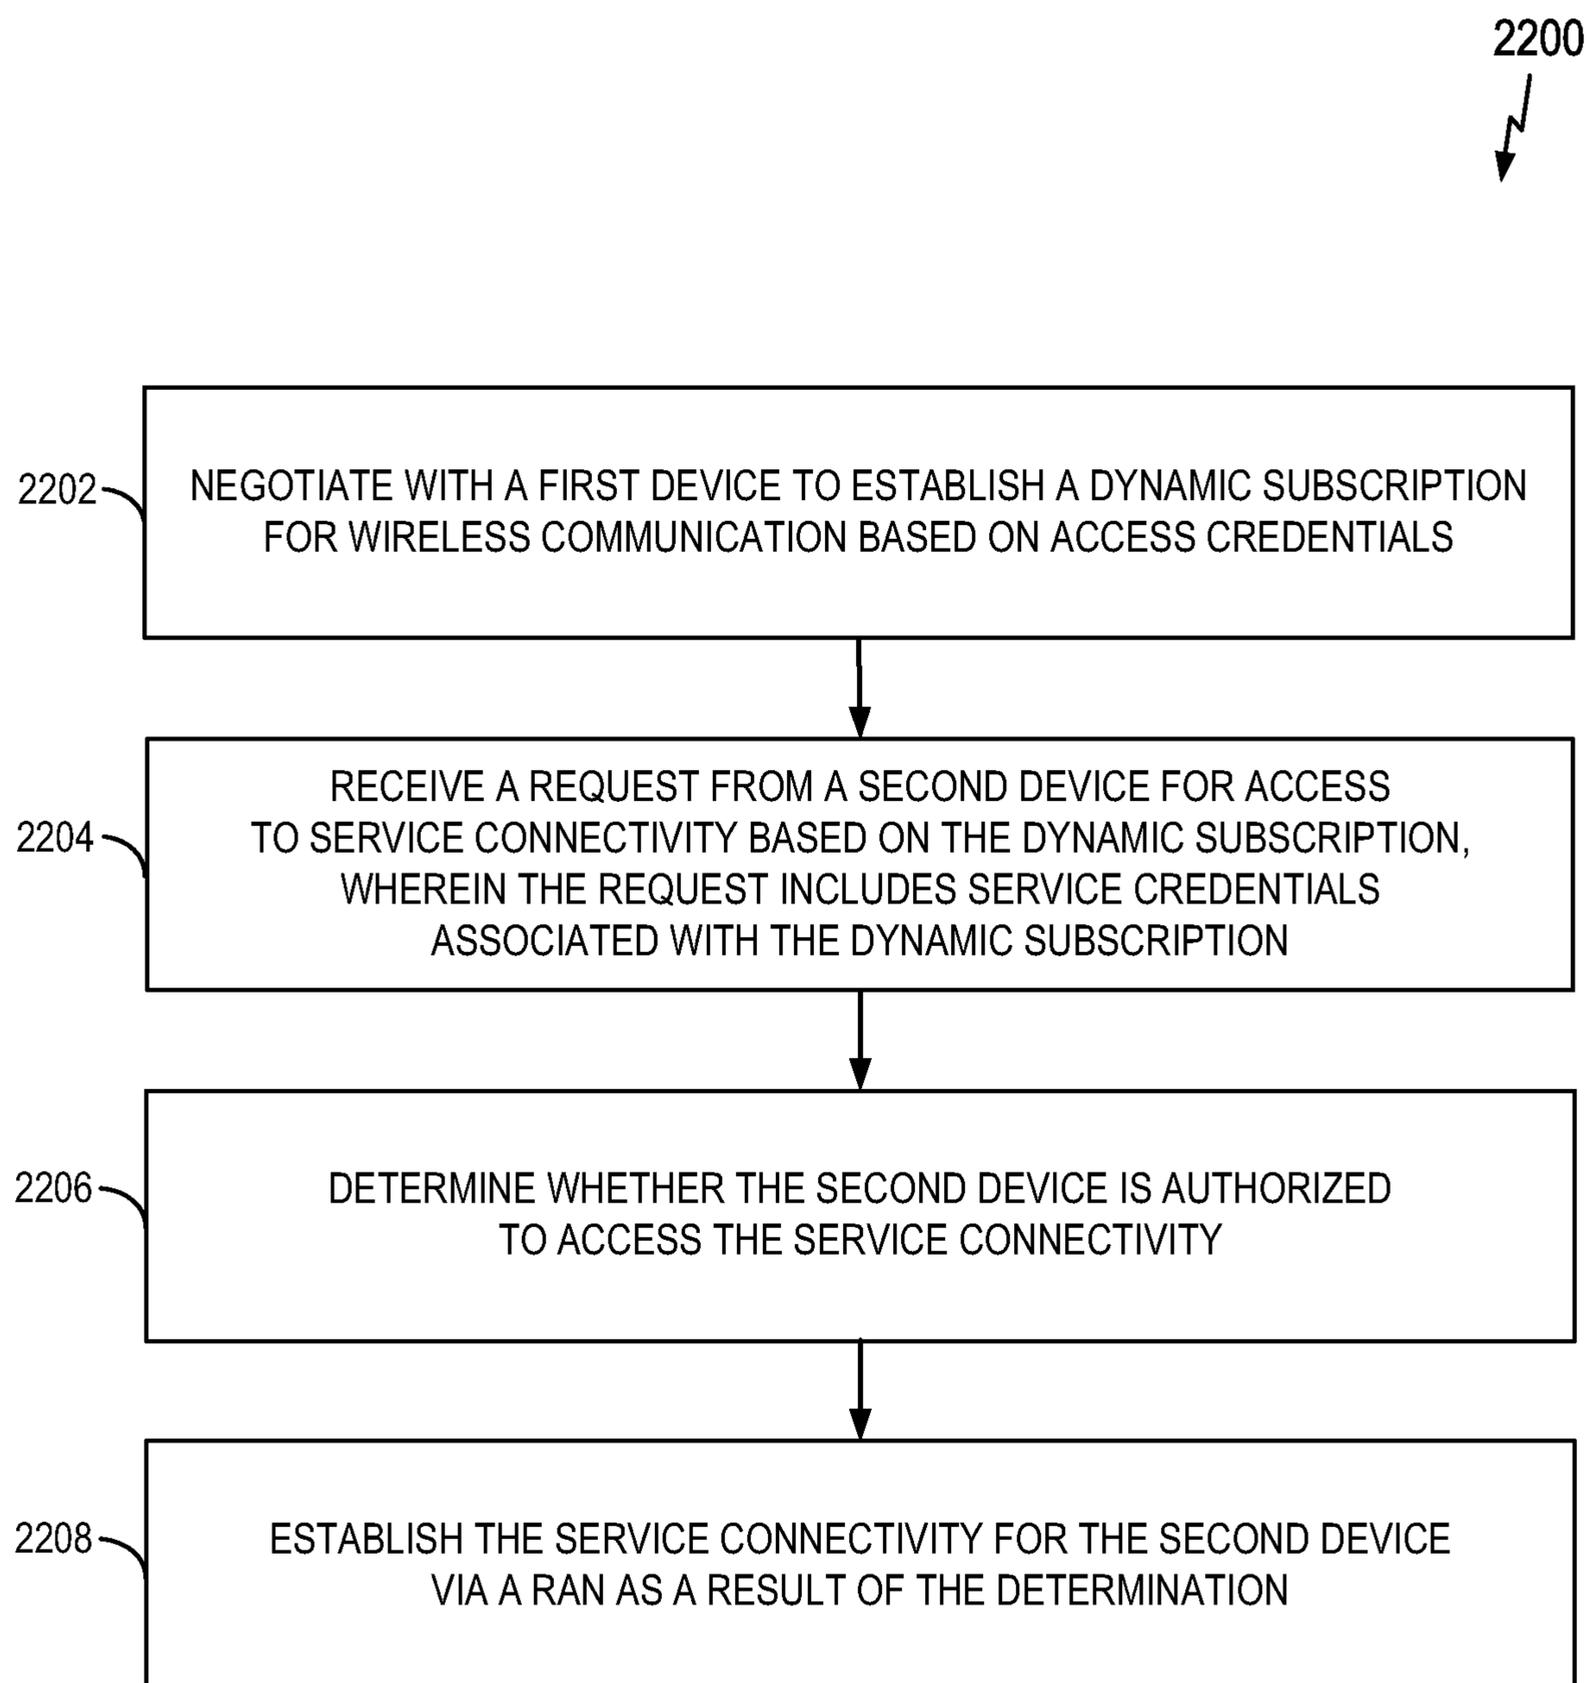 2200
2202
NEGOTIATE WITH A FIRST DEVICE TO ESTABLISH A DYNAMIC SUBSCRIPTION
FOR WIRELESS COMMUNICATION BASED ON ACCESS CREDENTIALS
2204
RECEIVE A REQUEST FROM A SECOND DEVICE FOR ACCESS
TO SERVICE CONNECTIVITY BASED ON THE DYNAMIC SUBSCRIPTION,
WHEREIN THE REQUEST INCLUDES SERVICE CREDENTIALS
ASSOCIATED WITH THE DYNAMIC SUBSCRIPTION
2206
DETERMINE WHETHER THE SECOND DEVICE IS AUTHORIZED
TO ACCESS THE SERVICE CONNECTIVITY
2208
ESTABLISH THE SERVICE CONNECTIVITY FOR THE SECOND DEVICE
VIA A RAN AS A RESULT OF THE DETERMINATION